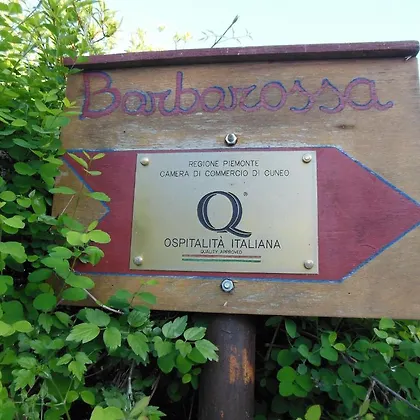 Barbarossa
REGIONE PIEMONTE
CAMERA DI COMMERCIO DI CUNEO
Q®
OSPITALITÀ ITALIANA
QUALITY APPROVED